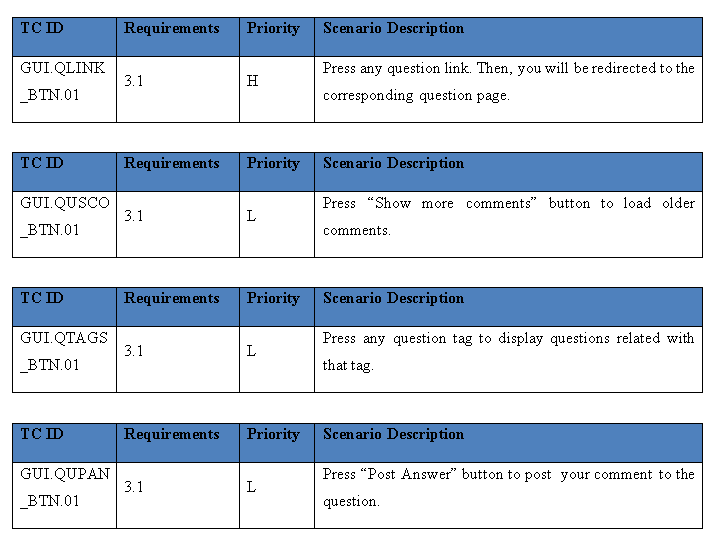 TC ID Requirements Priority Scenario Description
GUI.QLINK_BTN.01 3.1 H Press any question link. Then, you will be redirected to the
corresponding question page.
TC ID Requirements Priority Scenario Description
GUI.QUSCO_BTN.01 3.1 L Press “Show more comments” button to load older
comments.
TC ID Requirements Priority Scenario Description
GUI.QTAGS_BTN.01 3.1 L Press any question tag to display questions related with
that tag.
TC ID Requirements Priority Scenario Description
GUI.QUPAN_BTN.01 3.1 L Press “Post Answer” button to post your comment to the
question.